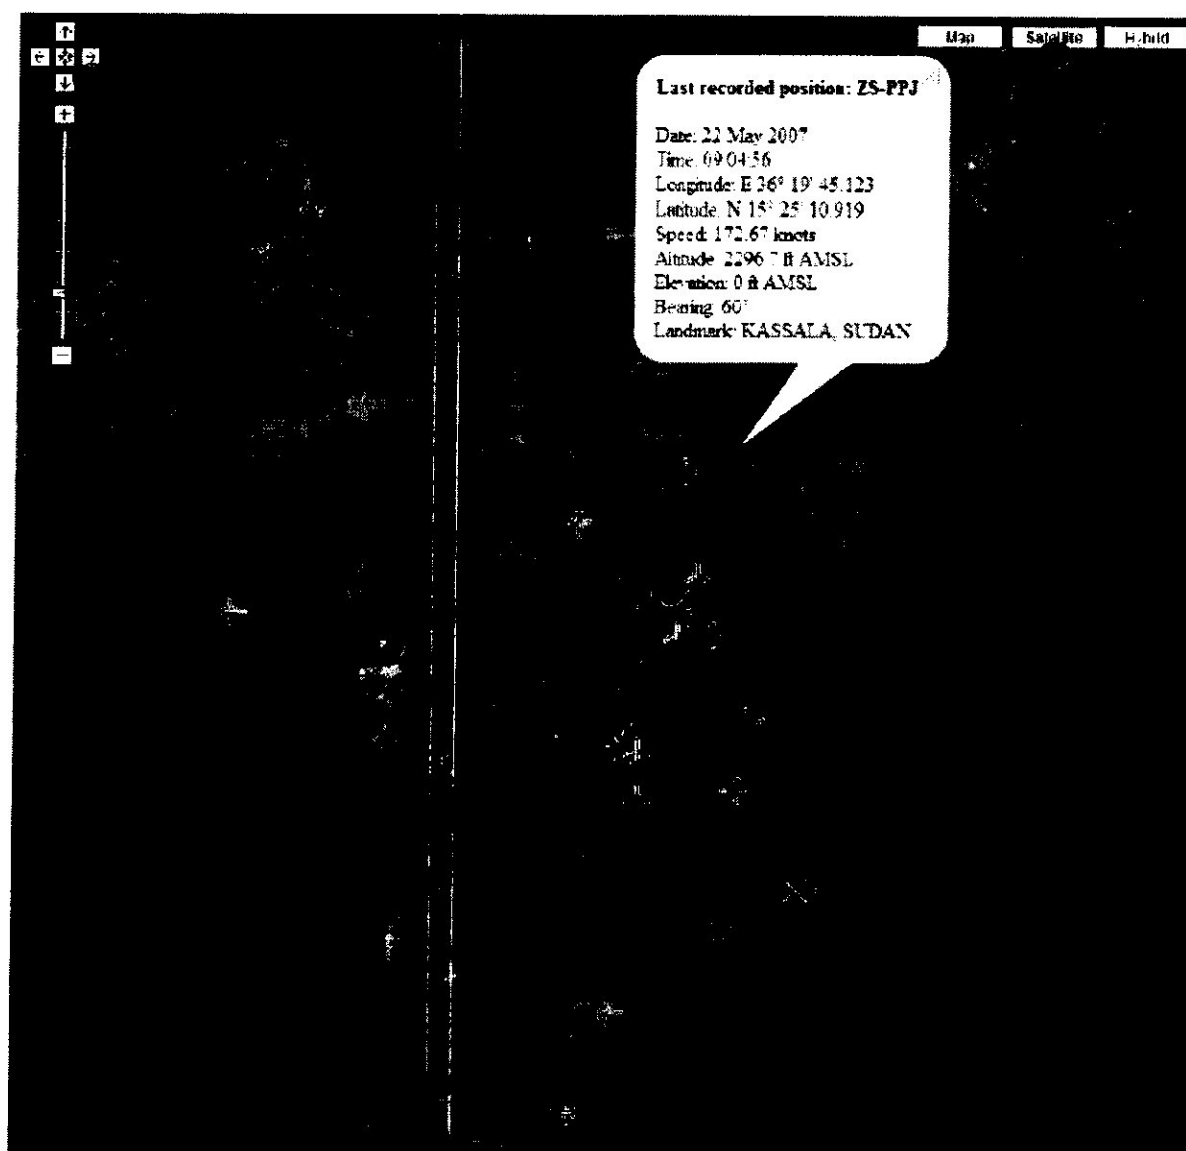 Map Satellite Hybrid
Last recorded position: ZS-PPJ
Date: 22 May 2007
Time: 09:04:56
Longitude: E 36° 19' 45.123
Latitude: N 15° 25' 10.919
Speed: 172.67 knots
Altitude: 2296.7 ft AMSL
Elevation: 0 ft AMSL
Bearing: 60°
Landmark: KASSALA, SUDAN